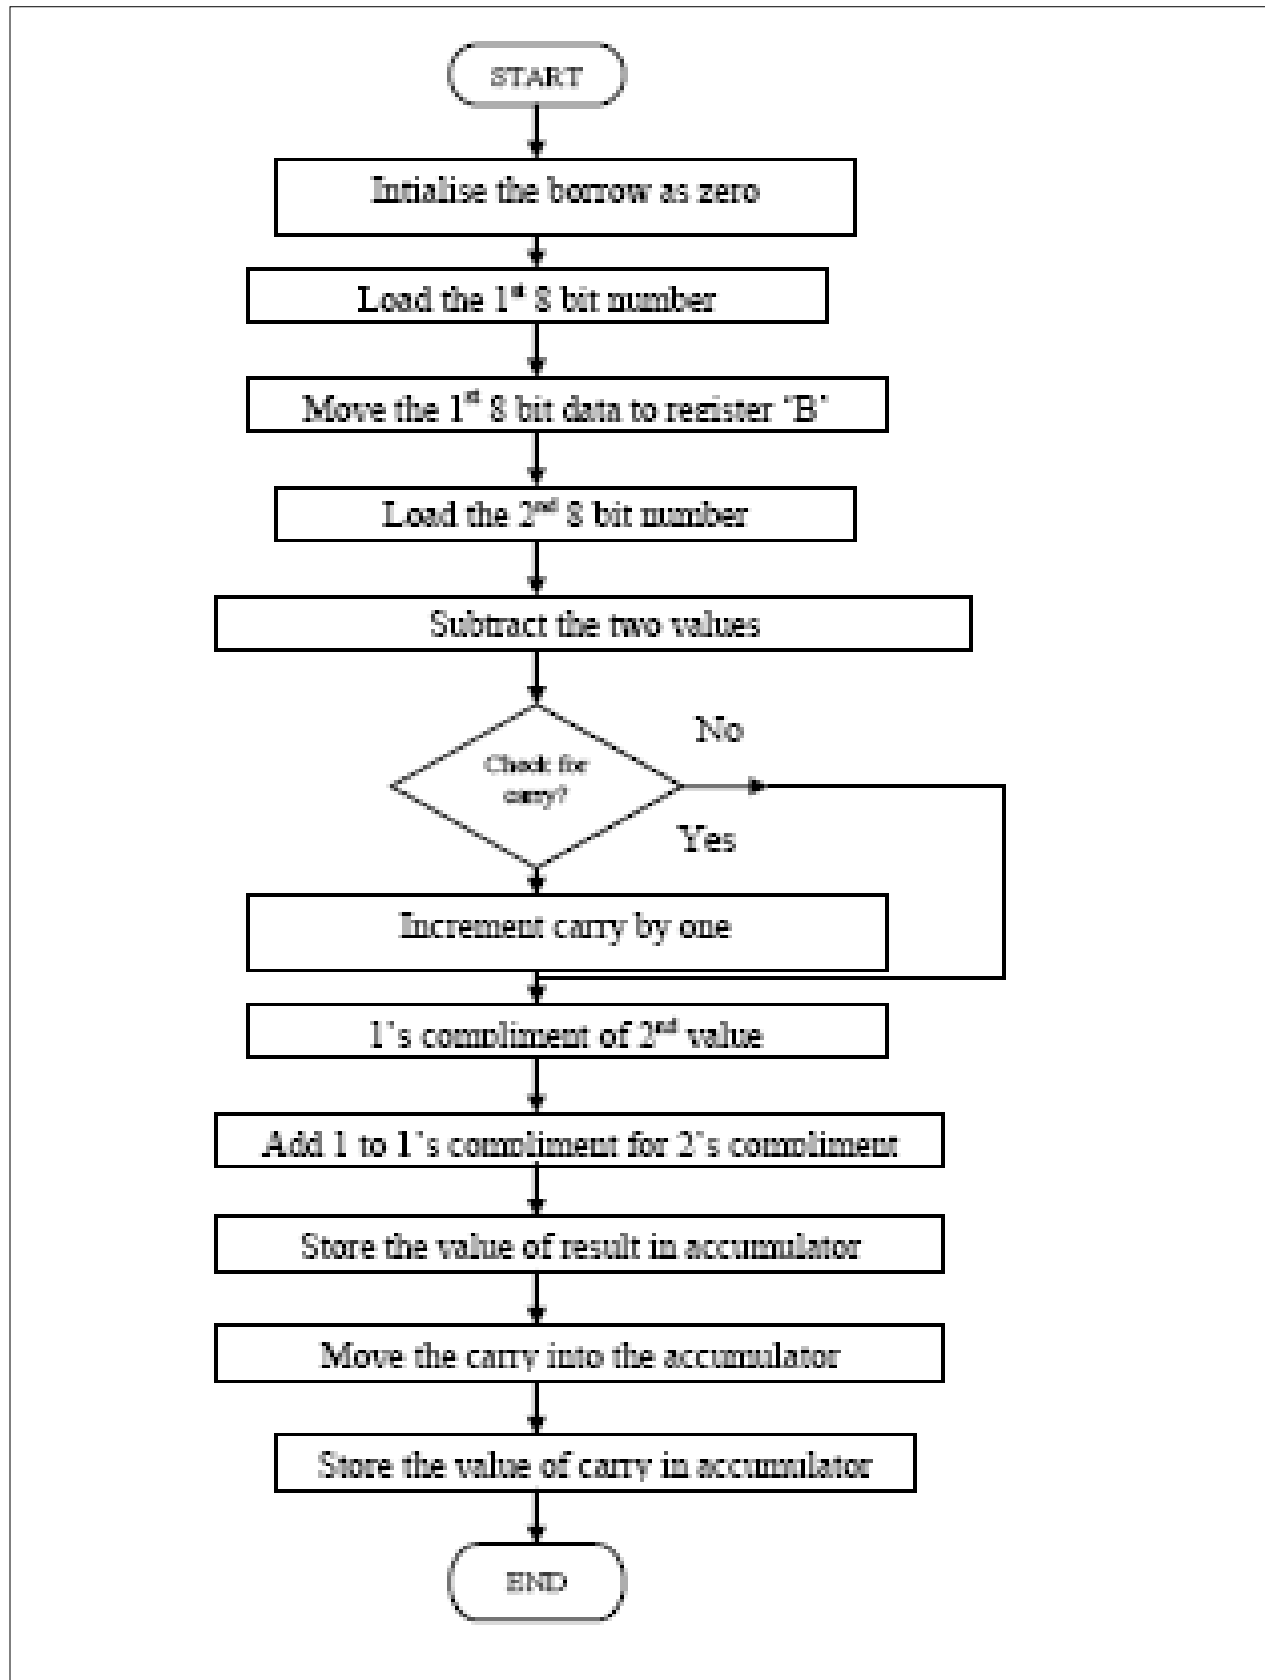 START
Intialise the borrow as zero
Load the 1st 8 bit number
Move the 1st 8 bit data to register 'B'
Load the 2nd 8 bit number
Subtract the two values
No
Check for
carry?
Yes
Increment carry by one
1's compliment of 2nd value
Add 1 to 1's compliment for 2's compliment
Store the value of result in accumulator
Move the carry into the accumulator
Store the value of carry in accumulator
END